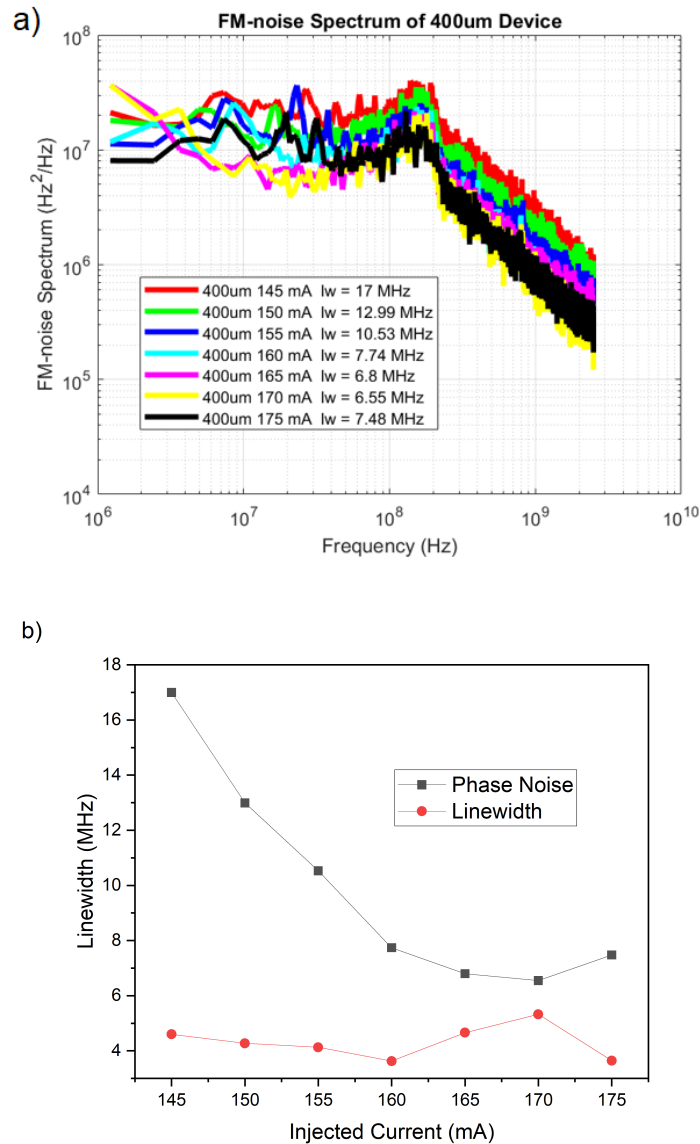 a)
FM-noise Spectrum of 400um Device
10^8
10^7
10^6
10^5
10^4
FM-noise Spectrum (Hz^2/Hz)
400um 145 mA lw = 17 MHz
400um 150 mA lw = 12.99 MHz
400um 155 mA lw = 10.53 MHz
400um 160 mA lw = 7.74 MHz
400um 165 mA lw = 6.8 MHz
400um 170 mA lw = 6.55 MHz
400um 175 mA lw = 7.48 MHz
10^6 10^7 10^8 10^9 10^10
Frequency (Hz)
b)
18
16
14
12
10
8
6
4
Linewidth (MHz)
Phase Noise
Linewidth
145 150 155 160 165 170 175
Injected Current (mA)